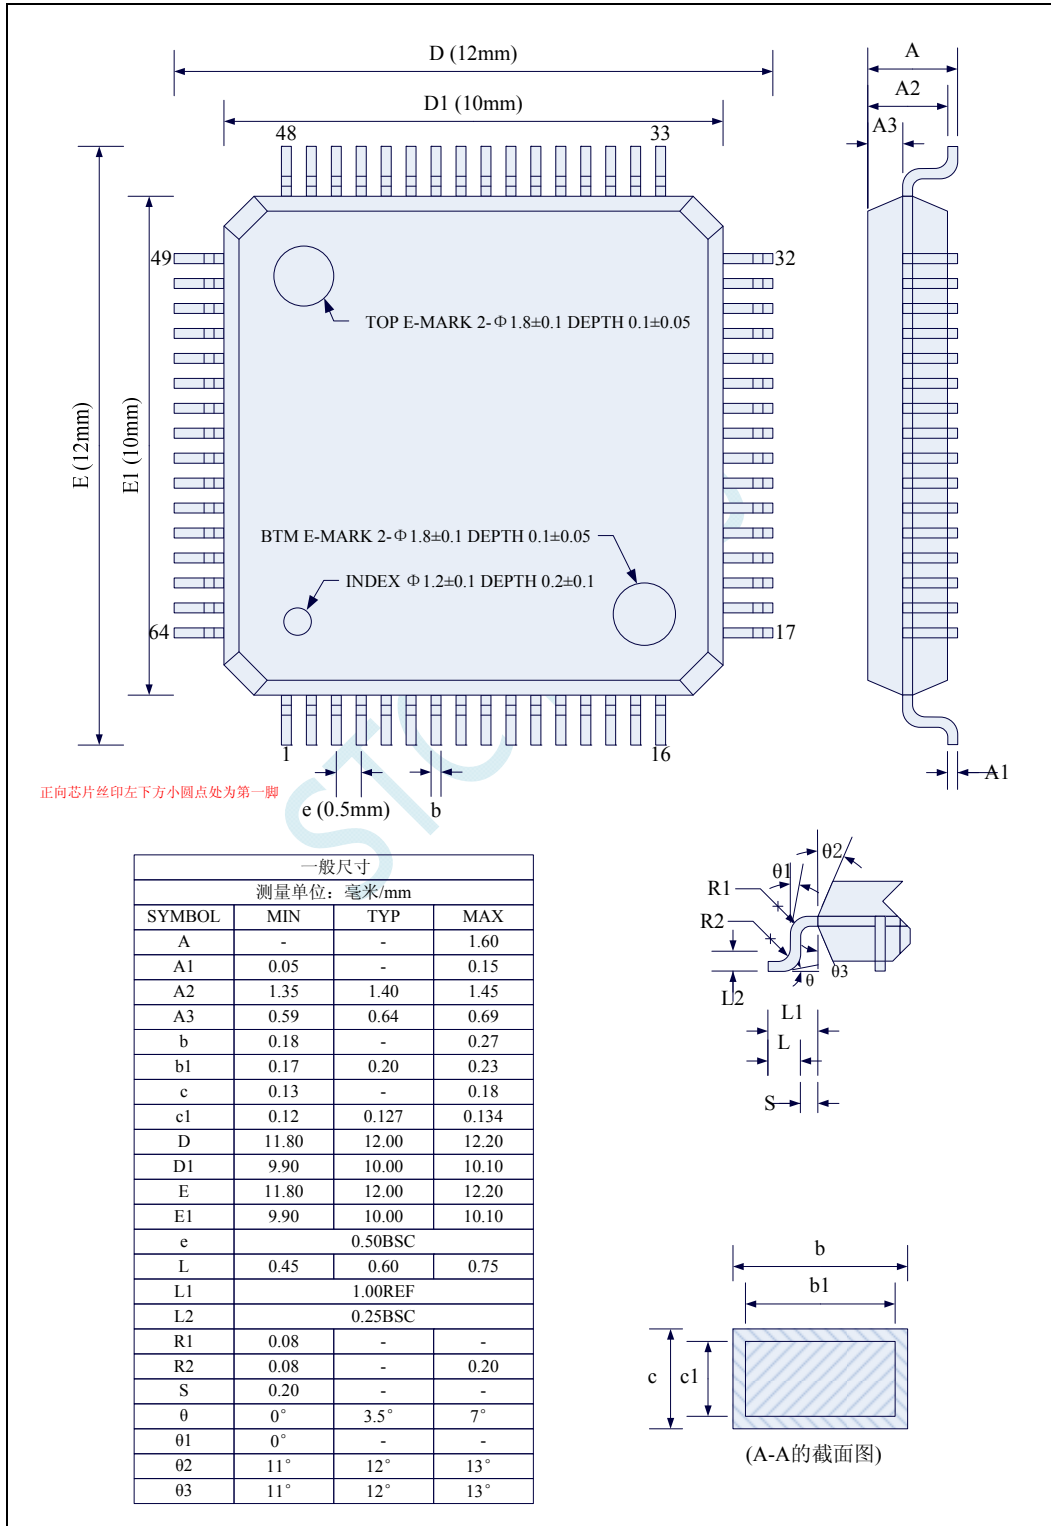 D (12mm)
D1 (10mm)
48
33
49
32
TOP E-MARK 2-Φ1.8±0.1 DEPTH 0.1±0.05
E (12mm)
E1 (10mm)
BTM E-MARK 2-Φ1.8±0.1 DEPTH 0.1±0.05
INDEX Φ1.2±0.1 DEPTH 0.2±0.1
64
17
1
16
正向芯片丝印左下方小圆点处为第一脚
e (0.5mm)
b
A
A2
A3
A1
一般尺寸
测量单位：毫米/mm
SYMBOL MIN TYP MAX
A - - 1.60
A1 0.05 - 0.15
A2 1.35 1.40 1.45
A3 0.59 0.64 0.69
b 0.18 - 0.27
b1 0.17 0.20 0.23
c 0.13 - 0.18
c1 0.12 0.127 0.134
D 11.80 12.00 12.20
D1 9.90 10.00 10.10
E 11.80 12.00 12.20
E1 9.90 10.00 10.10
e 0.50BSC
L 0.45 0.60 0.75
L1 1.00REF
L2 0.25BSC
R1 0.08 - -
R2 0.08 - 0.20
S 0.20 - -
θ 0° 3.5° 7°
θ1 0° - -
θ2 11° 12° 13°
θ3 11° 12° 13°
θ2
θ1
R1
R2
θ3
θ
L2
L1
L
S
b
b1
c
c1
(A-A的截面图)
STC